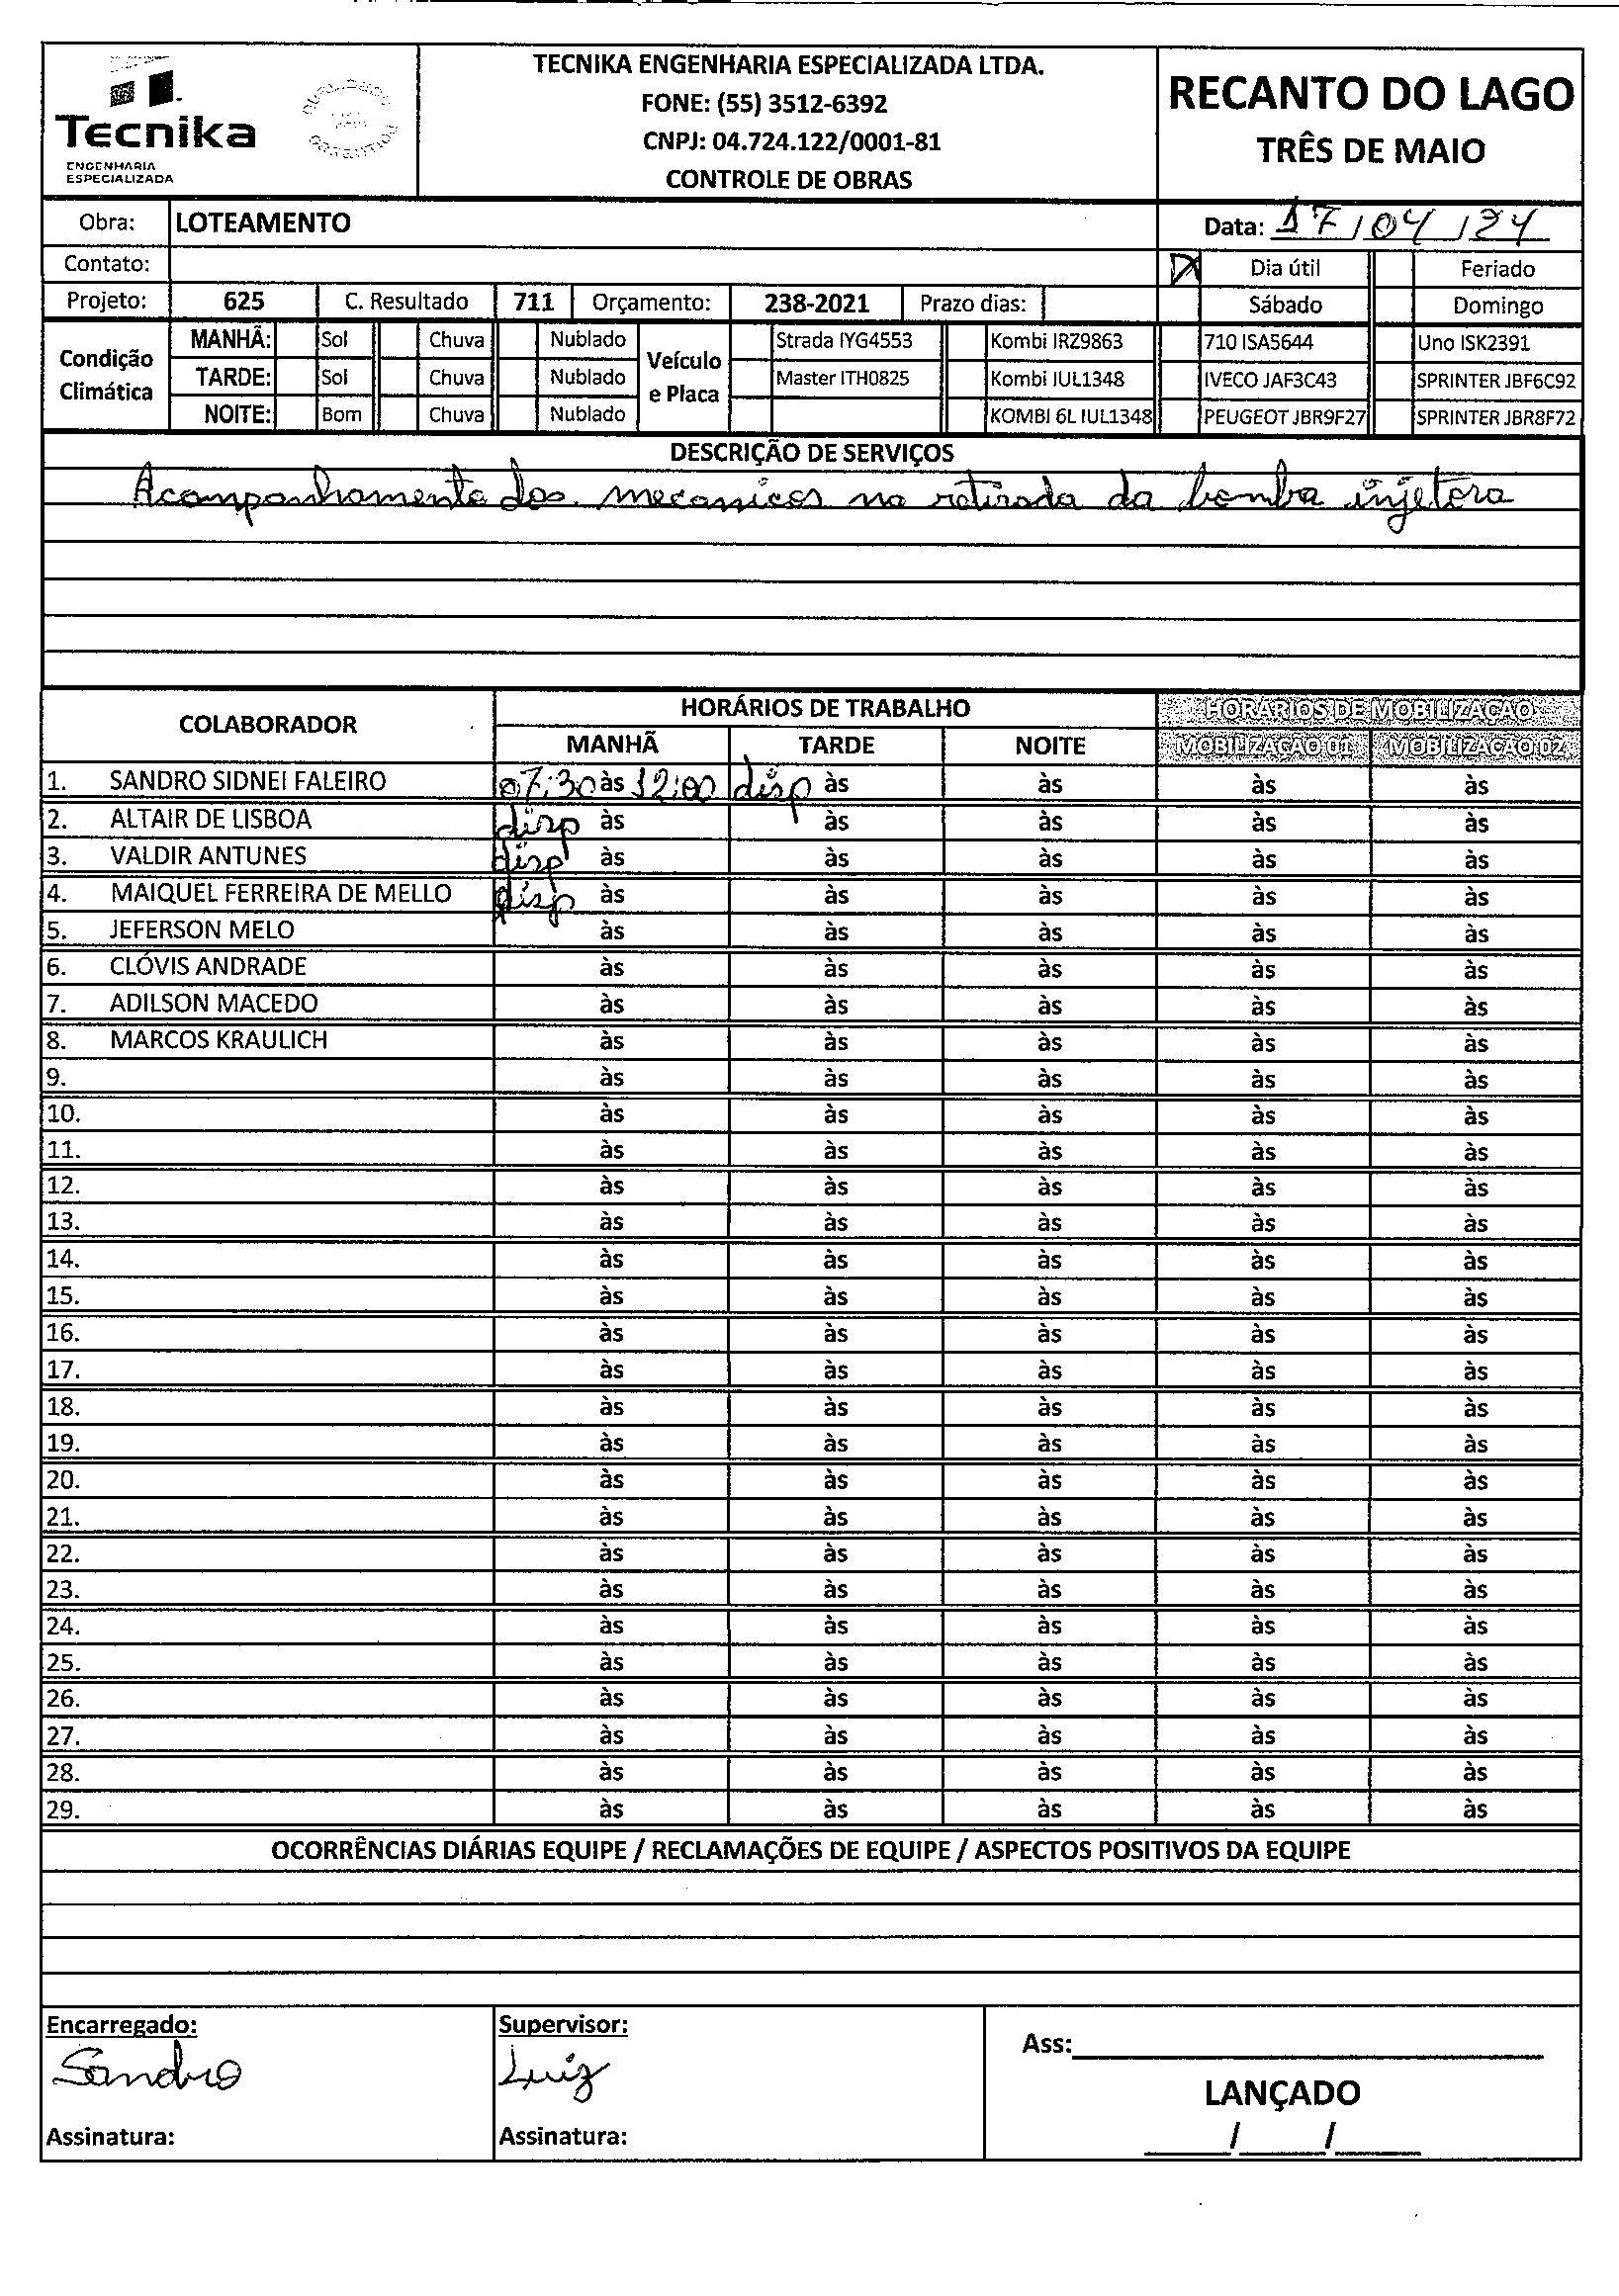 Tecnika
ENGENHARIA
ESPECIALIZADA
TECNIKA ENGENHARIA ESPECIALIZADA LTDA.
FONE: (55) 3512-6392
CNPJ: 04.724.122/0001-81
CONTROLE DE OBRAS
RECANTO DO LAGO
TRÊS DE MAIO
Obra: LOTEAMENTO
Data: 17/04/24
Contato:
Dia útil Feriado
Projeto: 625 C. Resultado 711 Orçamento: 238-2021 Prazo dias: Sábado Domingo
Condição Climática
MANHÃ: Sol Chuva Nublado
TARDE: Sol Chuva Nublado
NOITE: Bom Chuva Nublado
Veículo e Placa
Strada IYG4553 Kombi IRZ9863 710 ISA5644 Uno ISK2391
Master ITH0825 Kombi IUL1348 IVECO JAF3C43 SPRINTER JBF6C92
KOMBI 6L IUL1348 PEUGEOT JBR9F27 SPRINTER JBR8F72
DESCRIÇÃO DE SERVIÇOS
Acompanhamento dos mecanicos na retirada da bomba injetora
COLABORADOR HORÁRIOS DE TRABALHO HORÁRIOS DE MOBILIZAÇÃO
MANHÃ TARDE NOITE MOBILIZAÇÃO 01 MOBILIZAÇÃO 02
1. SANDRO SIDNEI FALEIRO 07:30 às 12:00 disp às às às às
2. ALTAIR DE LISBOA disp às às às às às
3. VALDIR ANTUNES disp às às às às às
4. MAIQUEL FERREIRA DE MELLO disp às às às às às
5. JEFERSON MELO às às às às às
6. CLÓVIS ANDRADE às às às às às
7. ADILSON MACEDO às às às às às
8. MARCOS KRAULICH às às às às às
9. às às às às às
10. às às às às às
11. às às às às às
12. às às às às às
13. às às às às às
14. às às às às às
15. às às às às às
16. às às às às às
17. às às às às às
18. às às às às às
19. às às às às às
20. às às às às às
21. às às às às às
22. às às às às às
23. às às às às às
24. às às às às às
25. às às às às às
26. às às às às às
27. às às às às às
28. às às às às às
29. às às às às às
OCORRÊNCIAS DIÁRIAS EQUIPE / RECLAMAÇÕES DE EQUIPE / ASPECTOS POSITIVOS DA EQUIPE
Encarregado: Supervisor:
Ass:
Sandro Luiz
LANÇADO
Assinatura: Assinatura:
/ /